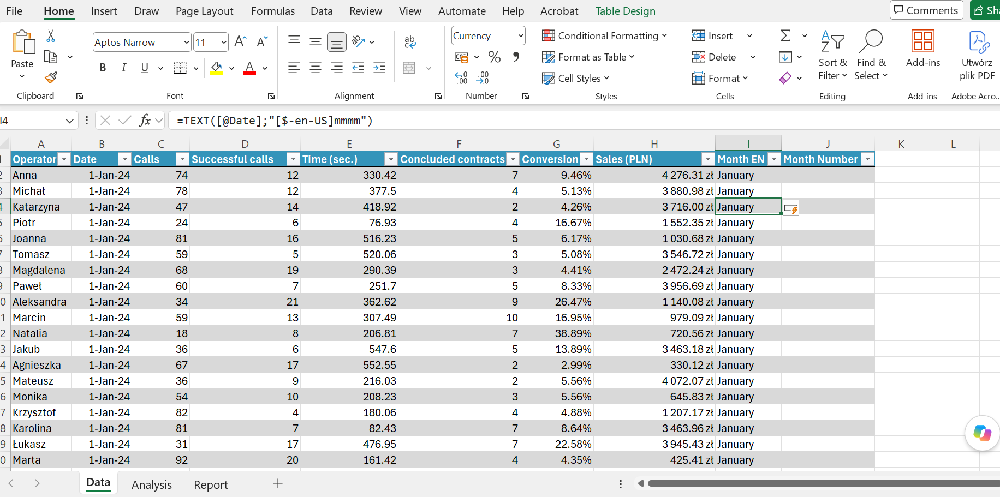 File Home Insert Draw Page Layout Formulas Data Review View Automate Help Acrobat Table Design Comments
Paste
Clipboard
Aptos Narrow 11 A A
B I U A
Font
ab
ab
Alignment
Currency
%
0 .00
.00 0
Number
Conditional Formatting
Format as Table
Cell Styles
Styles
Insert
Delete
Format
Cells
Σ
Sort & Filter
Find & Select
Editing
Add-ins
Add-ins
Utwórz plik PDF
Adobe Acro...
I4 fx =TEXT([@Date];"[$-en-US]mmmm")
A B C D E F G H I J K L
Operator Date Calls Successful calls Time (sec.) Concluded contracts Conversion Sales (PLN) Month EN Month Number
2 Anna 1-Jan-24 74 12 330.42 7 9.46% 4 276.31 zł January
3 Michał 1-Jan-24 78 12 377.5 4 5.13% 3 880.98 zł January
4 Katarzyna 1-Jan-24 47 14 418.92 2 4.26% 3 716.00 zł January
5 Piotr 1-Jan-24 24 6 76.93 4 16.67% 1 552.35 zł January
6 Joanna 1-Jan-24 81 16 516.23 5 6.17% 1 030.68 zł January
7 Tomasz 1-Jan-24 59 5 520.06 3 5.08% 3 546.72 zł January
8 Magdalena 1-Jan-24 68 19 290.39 3 4.41% 2 472.24 zł January
9 Paweł 1-Jan-24 60 7 251.7 5 8.33% 3 956.69 zł January
0 Aleksandra 1-Jan-24 34 21 362.62 9 26.47% 1 140.08 zł January
1 Marcin 1-Jan-24 59 13 307.49 10 16.95% 979.09 zł January
2 Natalia 1-Jan-24 18 8 206.81 7 38.89% 720.56 zł January
3 Jakub 1-Jan-24 36 6 547.6 5 13.89% 3 463.18 zł January
4 Agnieszka 1-Jan-24 67 17 552.55 2 2.99% 330.12 zł January
5 Mateusz 1-Jan-24 36 9 216.03 2 5.56% 4 072.07 zł January
6 Monika 1-Jan-24 54 10 208.23 3 5.56% 645.83 zł January
7 Krzysztof 1-Jan-24 82 4 180.06 4 4.88% 1 207.17 zł January
8 Karolina 1-Jan-24 81 7 82.43 7 8.64% 3 463.96 zł January
9 Łukasz 1-Jan-24 31 17 476.95 7 22.58% 3 945.43 zł January
0 Marta 1-Jan-24 92 20 161.42 4 4.35% 425.41 zł January
Data Analysis Report